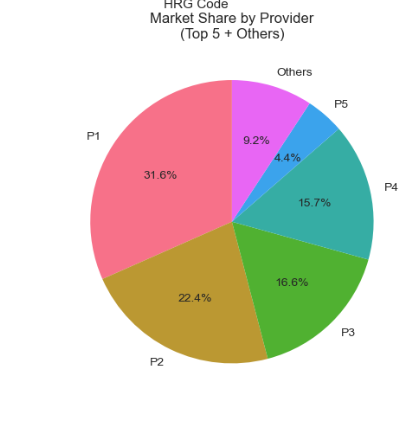 HRG Code
Market Share by Provider
(Top 5 + Others)
Others
P5
P1
9.2%
4.4%
31.6%
P4
15.7%
16.6%
22.4%
P3
P2